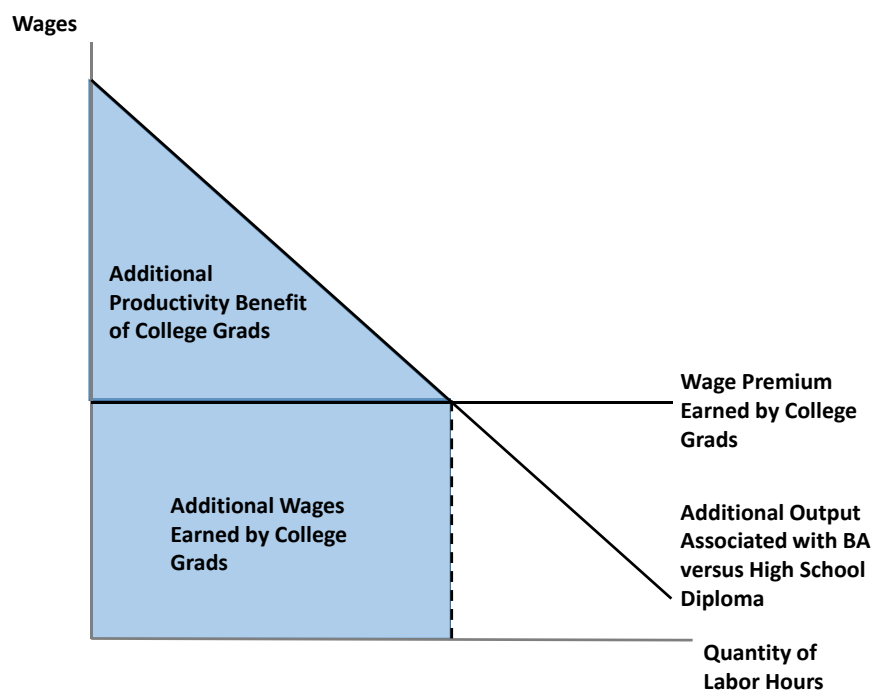 Wages
Additional
Productivity Benefit
of College Grads
Wage Premium
Earned by College
Grads
Additional Wages
Earned by College
Grads
Additional Output
Associated with BA
versus High School
Diploma
Quantity of
Labor Hours